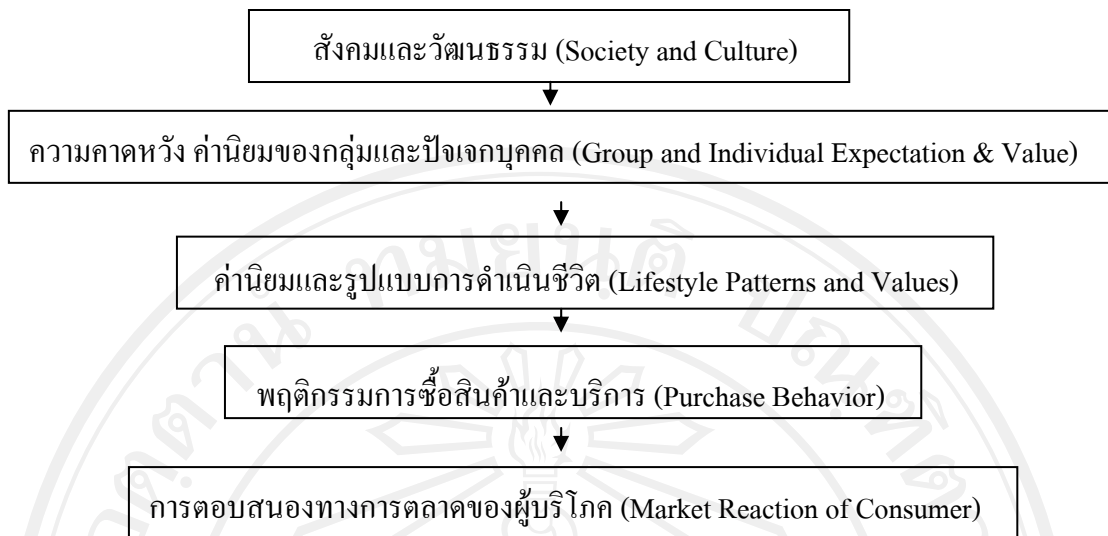 สังคมและวัฒนธรรม (Society and Culture)
ความคาดหวัง ค่านิยมของกลุ่มและปัจเจกบุคคล (Group and Individual Expectation & Value)
ค่านิยมและรูปแบบการดำเนินชีวิต (Lifestyle Patterns and Values)
พฤติกรรมการซื้อสินค้าและบริการ (Purchase Behavior)
การตอบสนองทางการตลาดของผู้บริโภค (Market Reaction of Consumer)